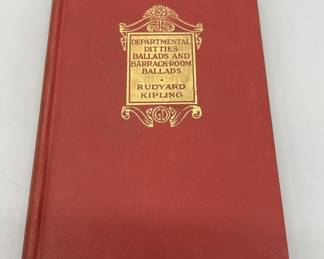 DEPARTMENTAL
DITTIES
BALLADS AND
BARRACK-ROOM
BALLADS
RUDYARD
KIPLING